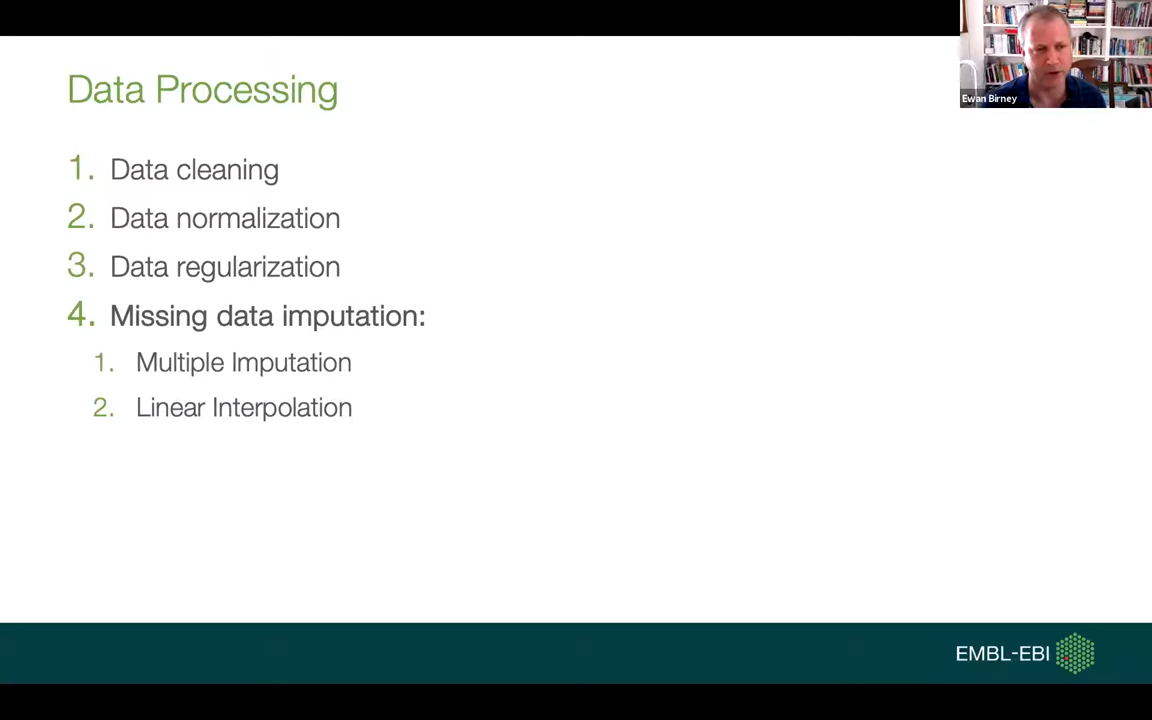 Data Processing
Ewan Birney
1. Data cleaning
2. Data normalization
3. Data regularization
4. Missing data imputation:
1. Multiple Imputation
2. Linear Interpolation
EMBL-EBI